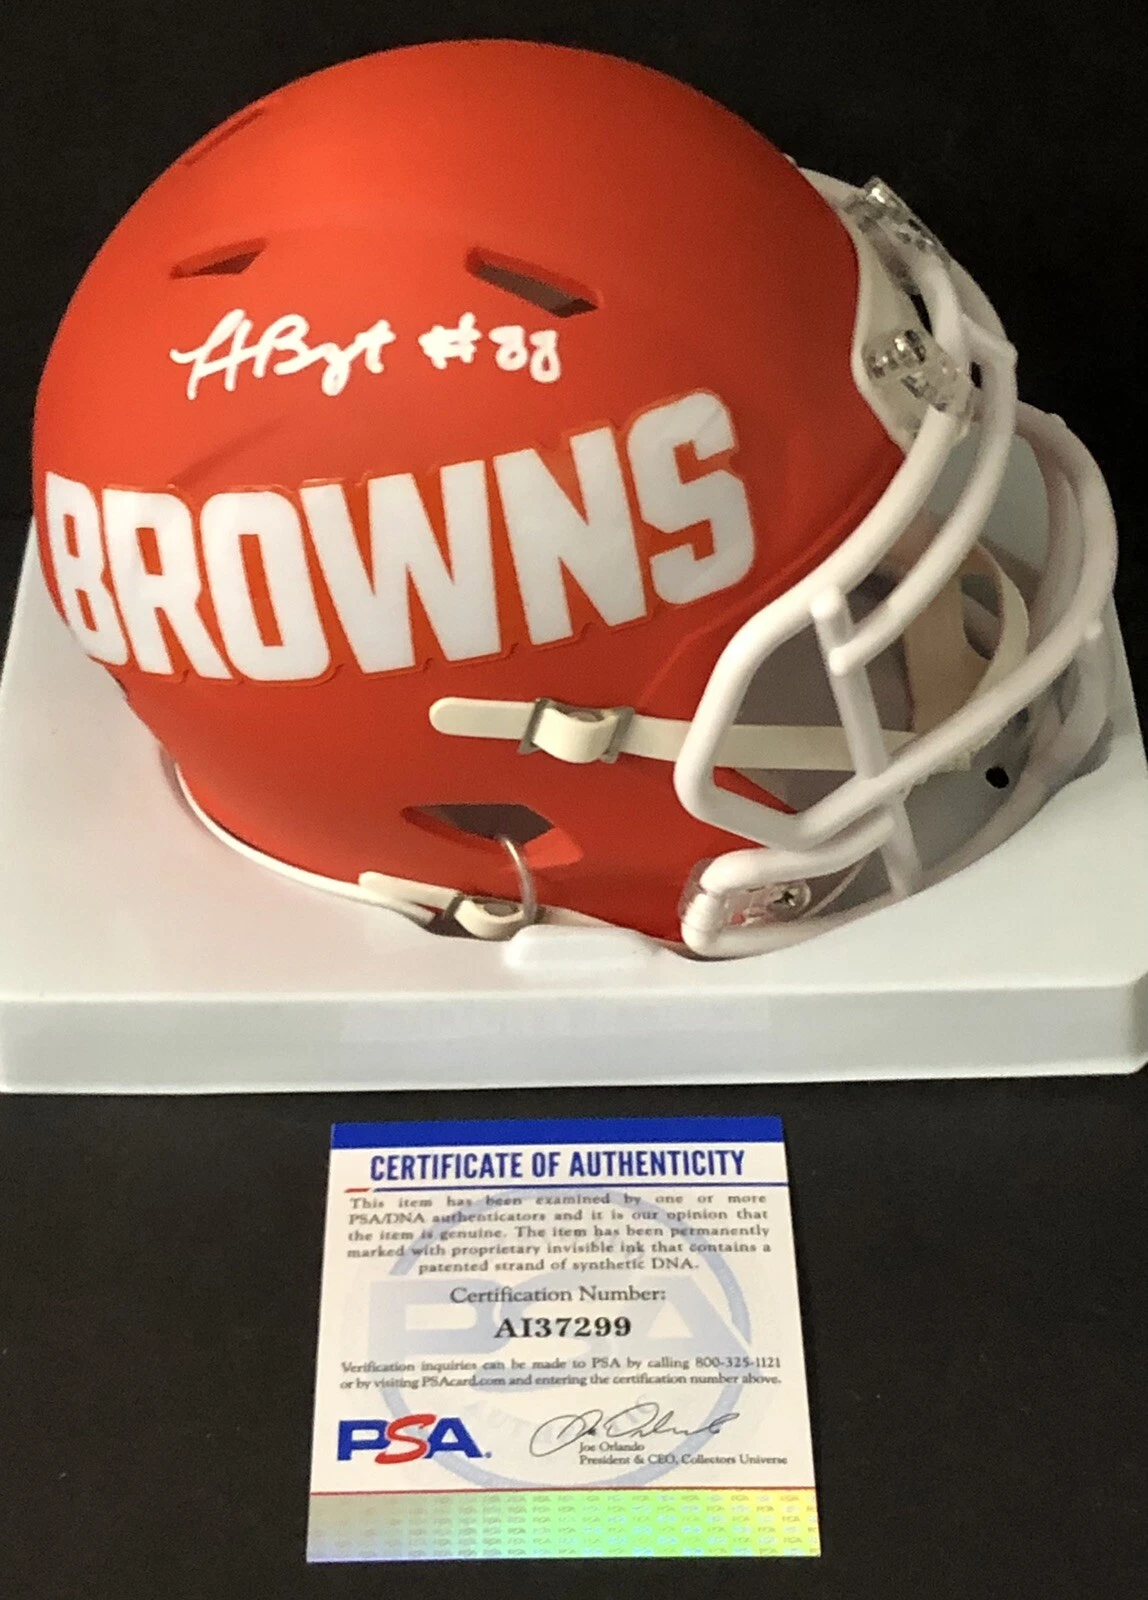 HBryt #88
BROWNS
CERTIFICATE OF AUTHENTICITY
This item has been examined by one or more
PSA/DNA authenticators and it is our opinion that
the item is genuine. The item has been permanently
marked with proprietary invisible ink that contains a
patented strand of synthetic DNA.
Certification Number:
AI37299
Verification inquiries can be made to PSA by calling 800-325-1121
or by visiting PSAcard.com and entering the certification number above.
PSA
Joe Orlando
President & CEO, Collectors Universe